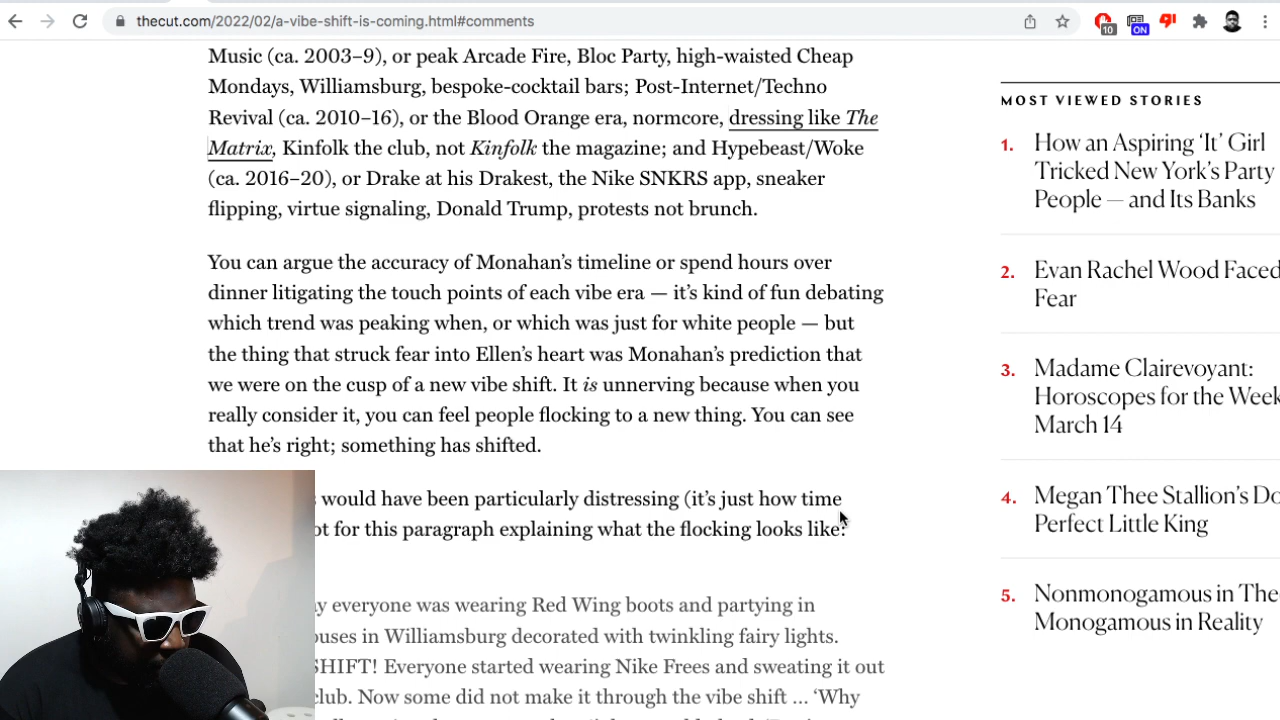 thecut.com/2022/02/a-vibe-shift-is-coming.html#comments
10
ON
Music (ca. 2003–9), or peak Arcade Fire, Bloc Party, high-waisted Cheap
Mondays, Williamsburg, bespoke-cocktail bars; Post-Internet/Techno
Revival (ca. 2010–16), or the Blood Orange era, normcore, dressing like The
Matrix, Kinfolk the club, not Kinfolk the magazine; and Hypebeast/Woke
(ca. 2016–20), or Drake at his Drakest, the Nike SNKRS app, sneaker
flipping, virtue signaling, Donald Trump, protests not brunch.
You can argue the accuracy of Monahan’s timeline or spend hours over
dinner litigating the touch points of each vibe era — it’s kind of fun debating
which trend was peaking when, or which was just for white people — but
the thing that struck fear into Ellen’s heart was Monahan’s prediction that
we were on the cusp of a new vibe shift. It is unnerving because when you
really consider it, you can feel people flocking to a new thing. You can see
that he’s right; something has shifted.
would have been particularly distressing (it’s just how time
for this paragraph explaining what the flocking looks like:
everyone was wearing Red Wing boots and partying in
in Williamsburg decorated with twinkling fairy lights.
SHIFT! Everyone started wearing Nike Frees and sweating it out
club. Now some did not make it through the vibe shift … ‘Why
MOST VIEWED STORIES
1. How an Aspiring ‘It’ Girl
Tricked New York’s Party
People — and Its Banks
2. Evan Rachel Wood Faced
Fear
3. Madame Clairevoyant:
Horoscopes for the Week
March 14
4. Megan Thee Stallion’s Do
Perfect Little King
5. Nonmonogamous in The
Monogamous in Reality